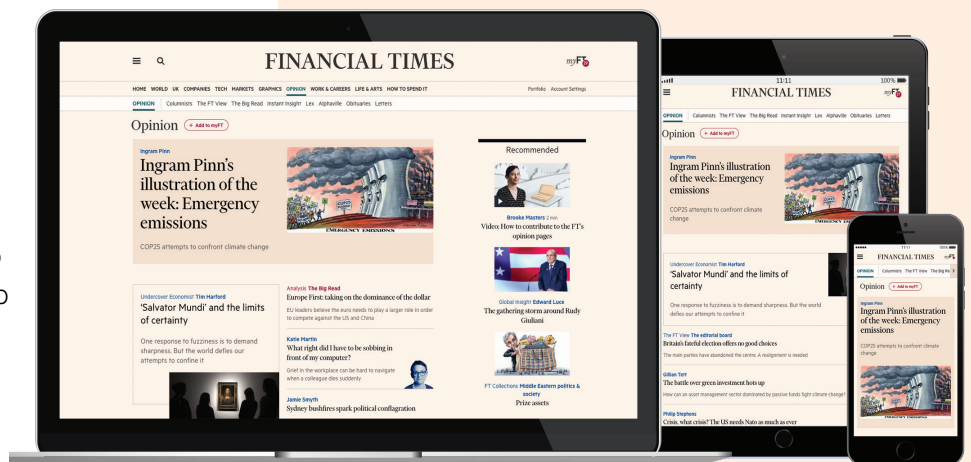 FINANCIAL TIMES
myFT
HOME WORLD UK COMPANIES TECH MARKETS GRAPHICS OPINION WORK & CAREERS LIFE & ARTS HOW TO SPEND IT
Portfolio Account Settings
OPINION Columnists The FT View The Big Read Instant Insight Lex Alphaville Obituaries Letters
Opinion
+ Add to myFT
Ingram Pinn
Ingram Pinn's
illustration of the
week: Emergency
emissions
COP25 attempts to confront climate change
EMERGENCY EMISSIONS
Undercover Economist Tim Harford
'Salvator Mundi' and the limits
of certainty
One response to fuzziness is to demand
sharpness. But the world defies our
attempts to confine it
Analysis The Big Read
Europe First: taking on the dominance of the dollar
EU leaders believe the euro needs to play a larger role in order
to compete against the US and China
Katie Martin
What right did I have to be sobbing in
front of my computer?
Grief in the workplace can be hard to navigate
when a colleague dies suddenly
Jamie Smyth
Sydney bushfires spark political conflagration
Recommended
Brooke Masters 2 min
Video: How to contribute to the FT's
opinion pages
Global Insight Edward Luce
The gathering storm around Rudy
Giuliani
FT Collections Middle Eastern politics &
society
Prize assets
11:11
100%
FINANCIAL TIMES
myFT
OPINION Columnists The FT View The Big Read Instant Insight Lex Alphaville Obituaries Letters
Opinion
+ Add to myFT
Ingram Pinn
Ingram Pinn's illustration
of the week: Emergency
emissions
COP25 attempts to confront climate
change
EMERGENCY EMISSIONS
Undercover Economist Tim Harford
'Salvator Mundi' and the limits of
certainty
One response to fuzziness is to demand sharpness. But the world
defies our attempts to confine it
The FT View The editorial board
Britain's fateful election offers no good choices
The main parties have abandoned the centre. A realignment is needed
Gillian Tett
The battle over green investment hots up
How can an asset management sector dominated by passive funds fight climate change?
Philip Stephens
Crisis, what crisis? The US needs Nato as much as ever
11:11
100%
FINANCIAL TIMES
myFT
OPINION Columnists The FT View The Big Re
Opinion
+ Add to myFT
Ingram Pinn
Ingram Pinn's illustration
of the week: Emergency
emissions
COP25 attempts to confront climate
change
EMERGENCY EMISSIONS